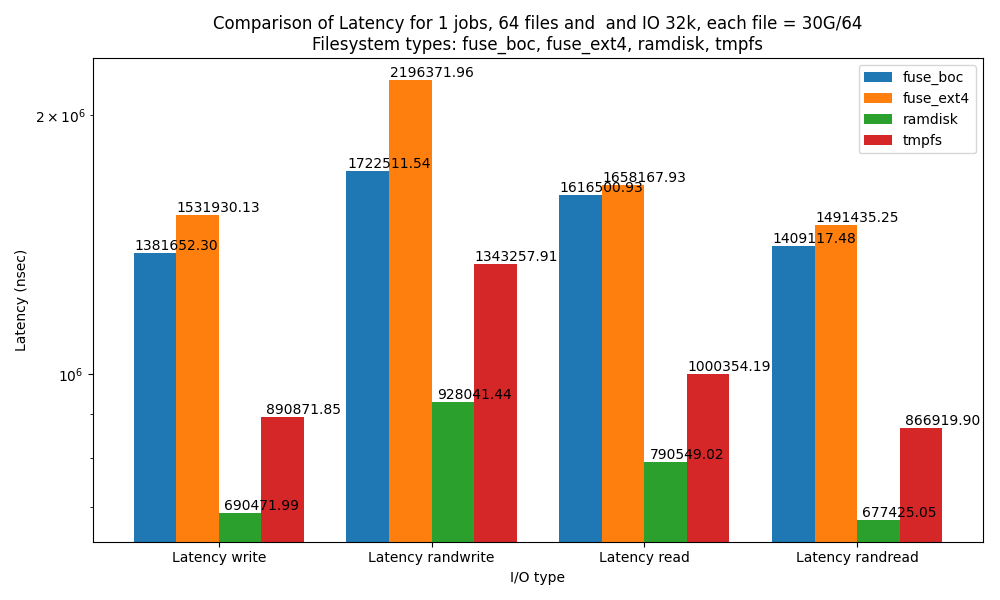 Comparison of Latency for 1 jobs, 64 files and  and IO 32k, each file = 30G/64
Filesystem types: fuse_boc, fuse_ext4, ramdisk, tmpfs
fuse_boc
fuse_ext4
ramdisk
tmpfs
2 × 10⁶
10⁶
Latency (nsec)
1381652.30
1531930.13
690471.99
890871.85
1722511.54
2196371.96
928041.44
1343257.91
1616500.93
1658167.93
790549.02
1000354.19
1409117.48
1491435.25
677425.05
866919.90
Latency write
Latency randwrite
Latency read
Latency randread
I/O type